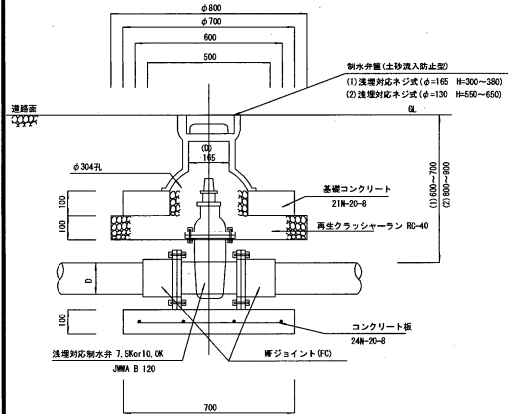 φ800
φ700
600
500
制水弁筺(土砂流入防止型)
(1)浅埋対応ネジ式(φ=165 H=300～380)
(2)浅埋対応ネジ式(φ=130 H=550～650)
道路面
GL
(D)
165
φ304孔
基礎コンクリート
21N-20-8
再生クラッシャーラン RC-40
100
100
(1)600～700
(2)800～900
D
100
コンクリート板
24N-20-8
浅埋対応制水弁 7.5Kor10.0K
JWWA B 120
MFジョイント(FC)
700